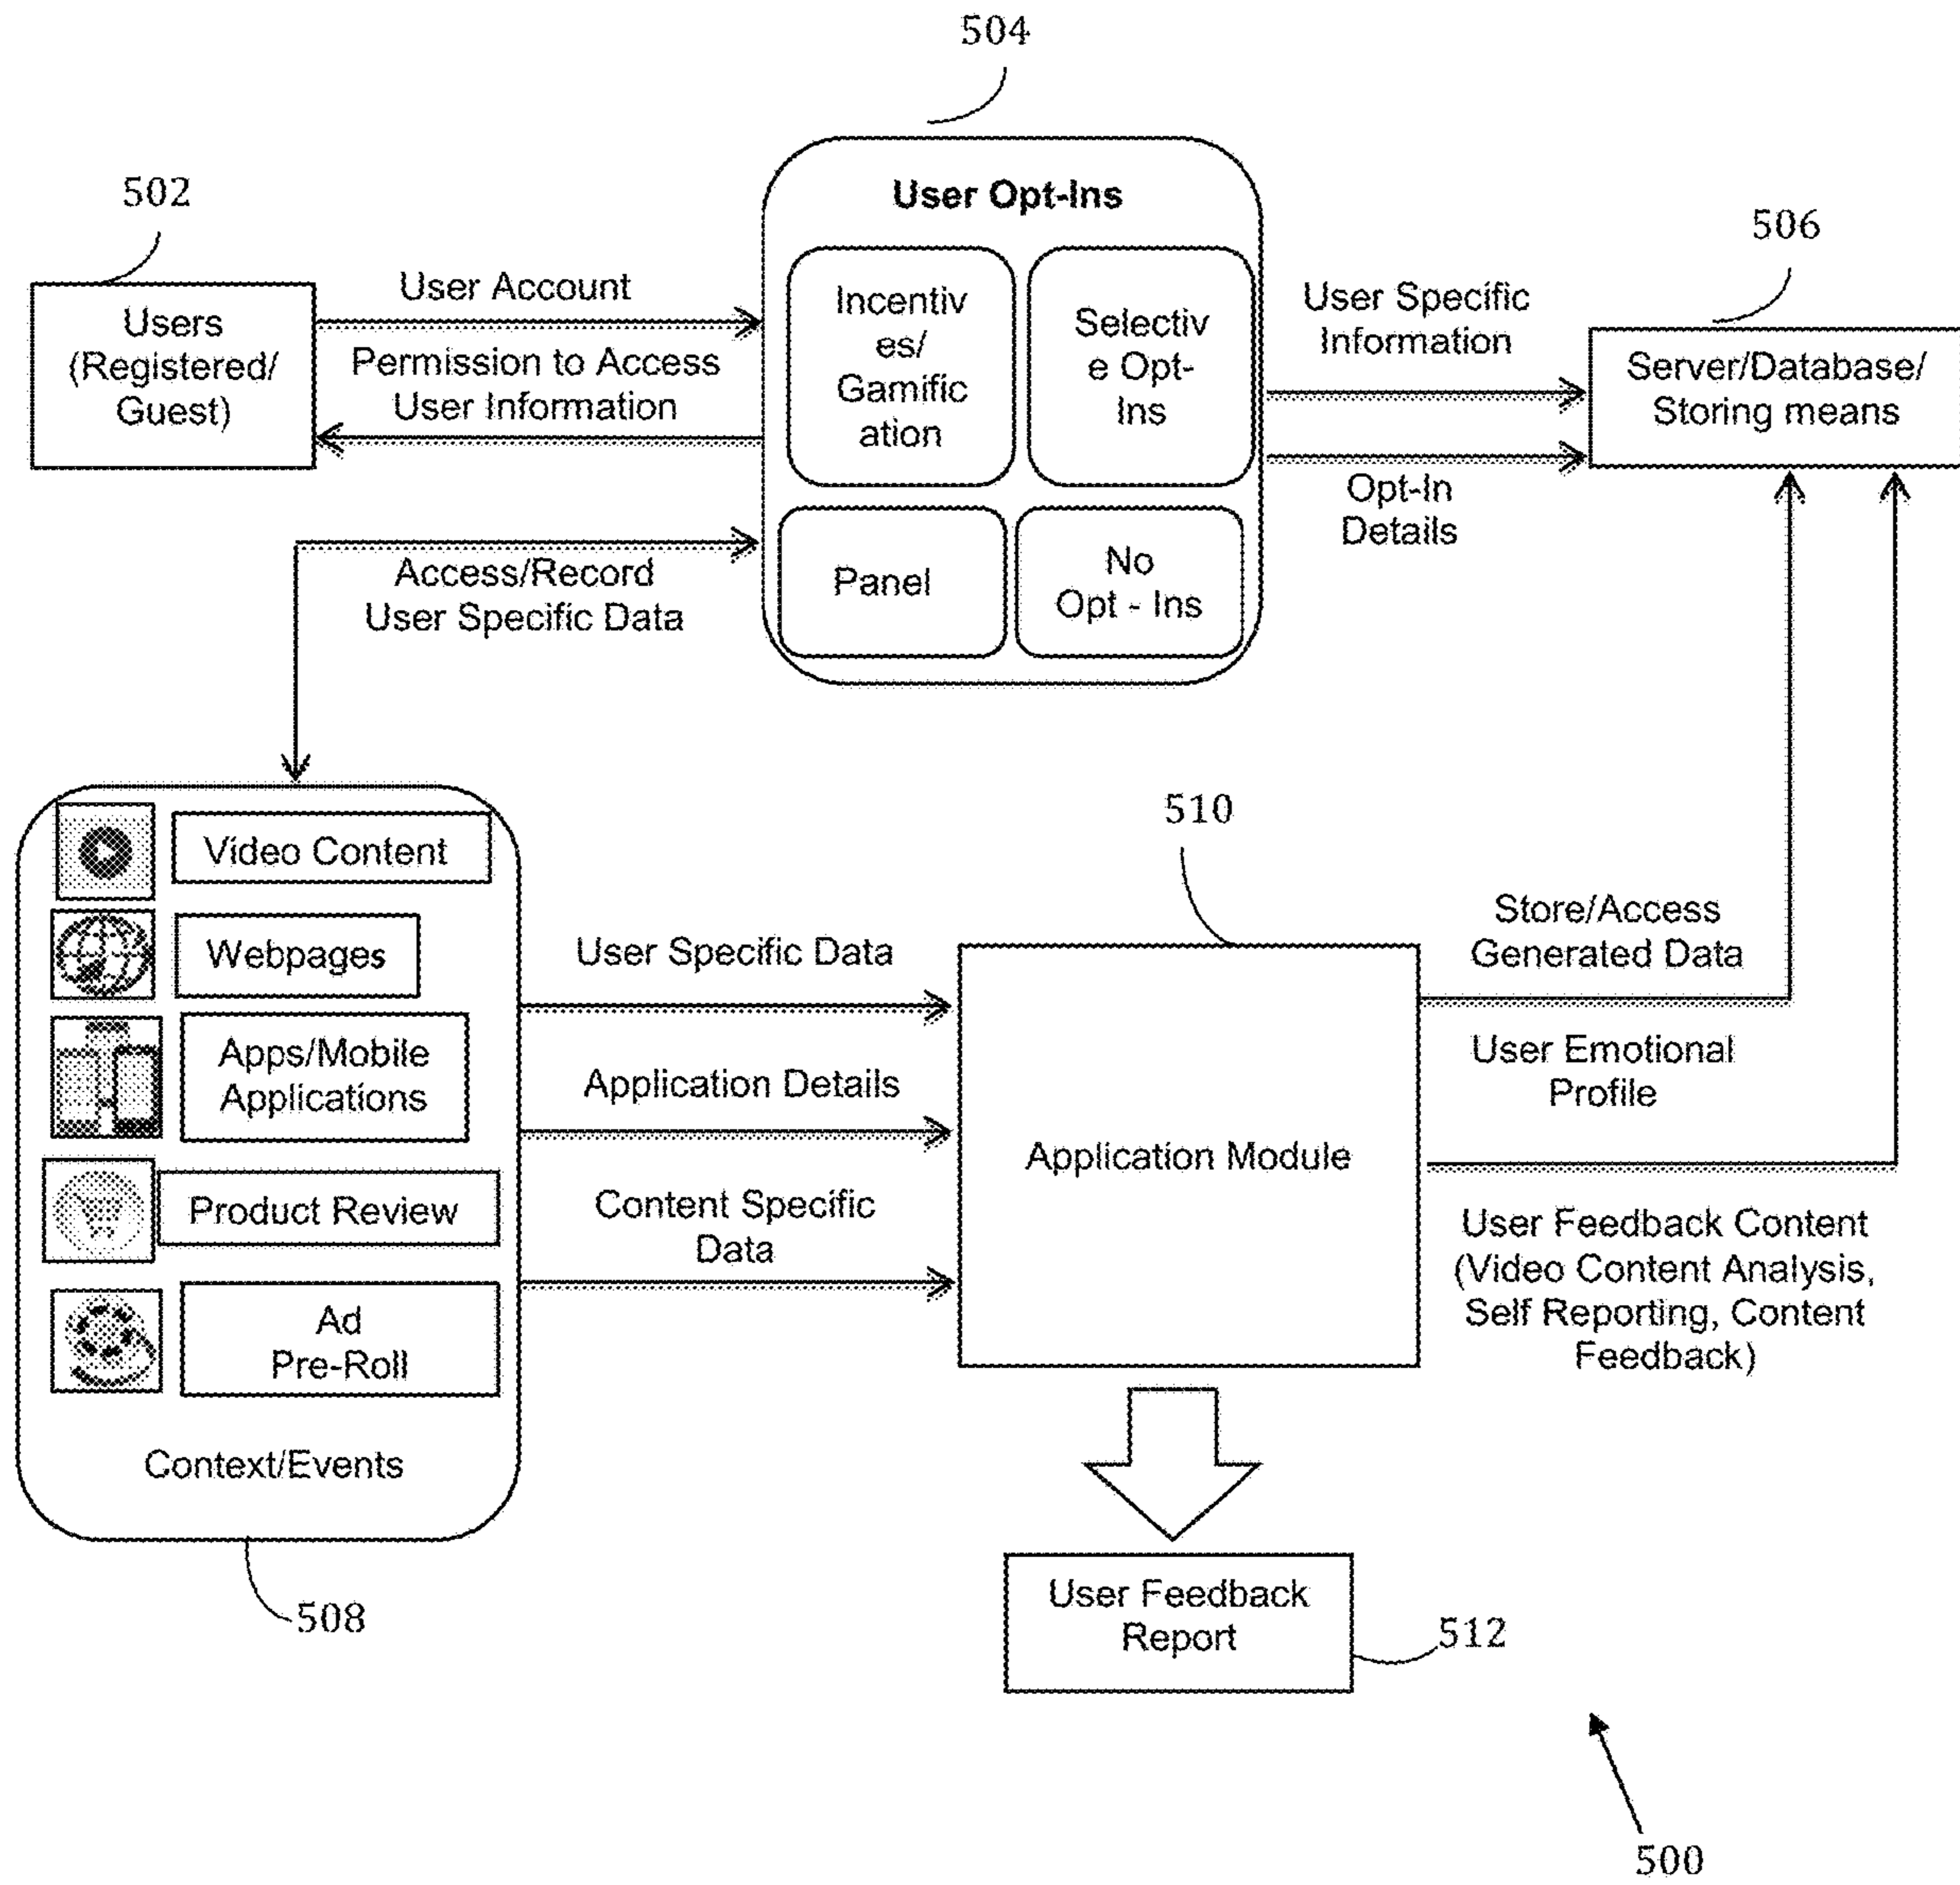 504
502
User Opt-Ins
506
Users
(Registered/
Guest)
User Account
Permission to Access
User Information
Incentiv
es/
Gamific
ation
Selectiv
e Opt-
Ins
User Specific
Information
Server/Database/
Storing means
Opt-In
Details
Access/Record
User Specific Data
Panel
No
Opt - Ins
510
Video Content
Webpages
Apps/Mobile
Applications
Product Review
Ad
Pre-Roll
Context/Events
508
User Specific Data
Application Details
Content Specific
Data
Application Module
Store/Access
Generated Data
User Emotional
Profile
User Feedback Content
(Video Content Analysis,
Self Reporting, Content
Feedback)
User Feedback
Report
512
500